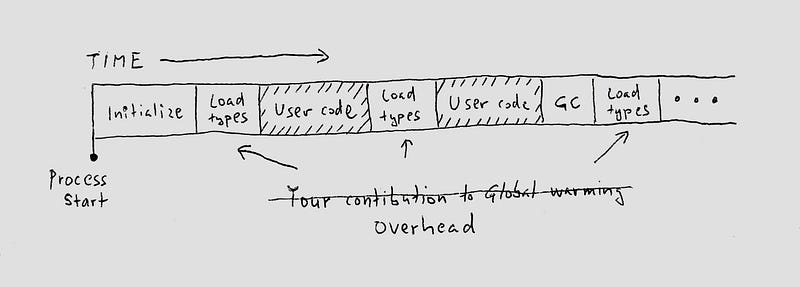 TIME
Initialize
Load
types
User code
Load
types
User code
GC
Load
types
...
Process
Start
Your contibution to Global warming
Overhead